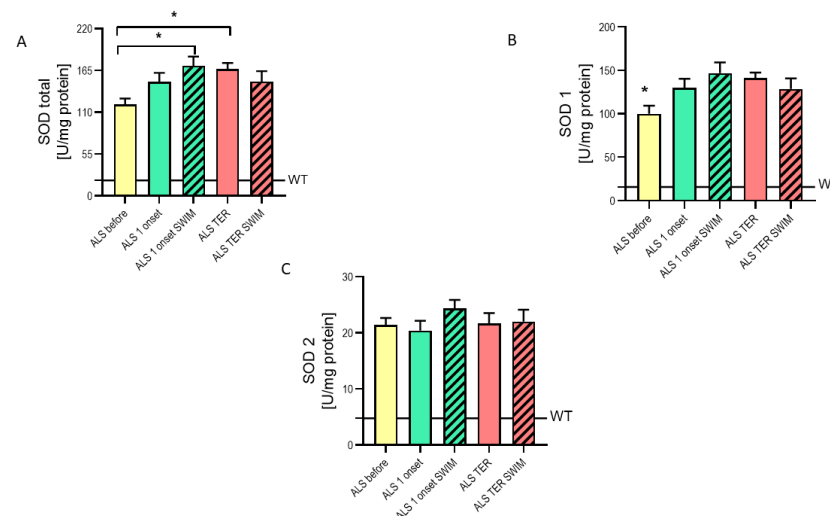 A
SOD total
[U/mg protein]
220
165
110
55
0
*
*
WT
ALS before
ALS 1 onset
ALS 1 onset SWIM
ALS TER
ALS TER SWIM
B
SOD 1
[U/mg protein]
200
150
100
50
0
*
W
ALS before
ALS 1 onset
ALS 1 onset SWIM
ALS TER
ALS TER SWIM
C
SOD 2
[U/mg protein]
30
20
10
0
WT
ALS before
ALS 1 onset
ALS 1 onset SWIM
ALS TER
ALS TER SWIM